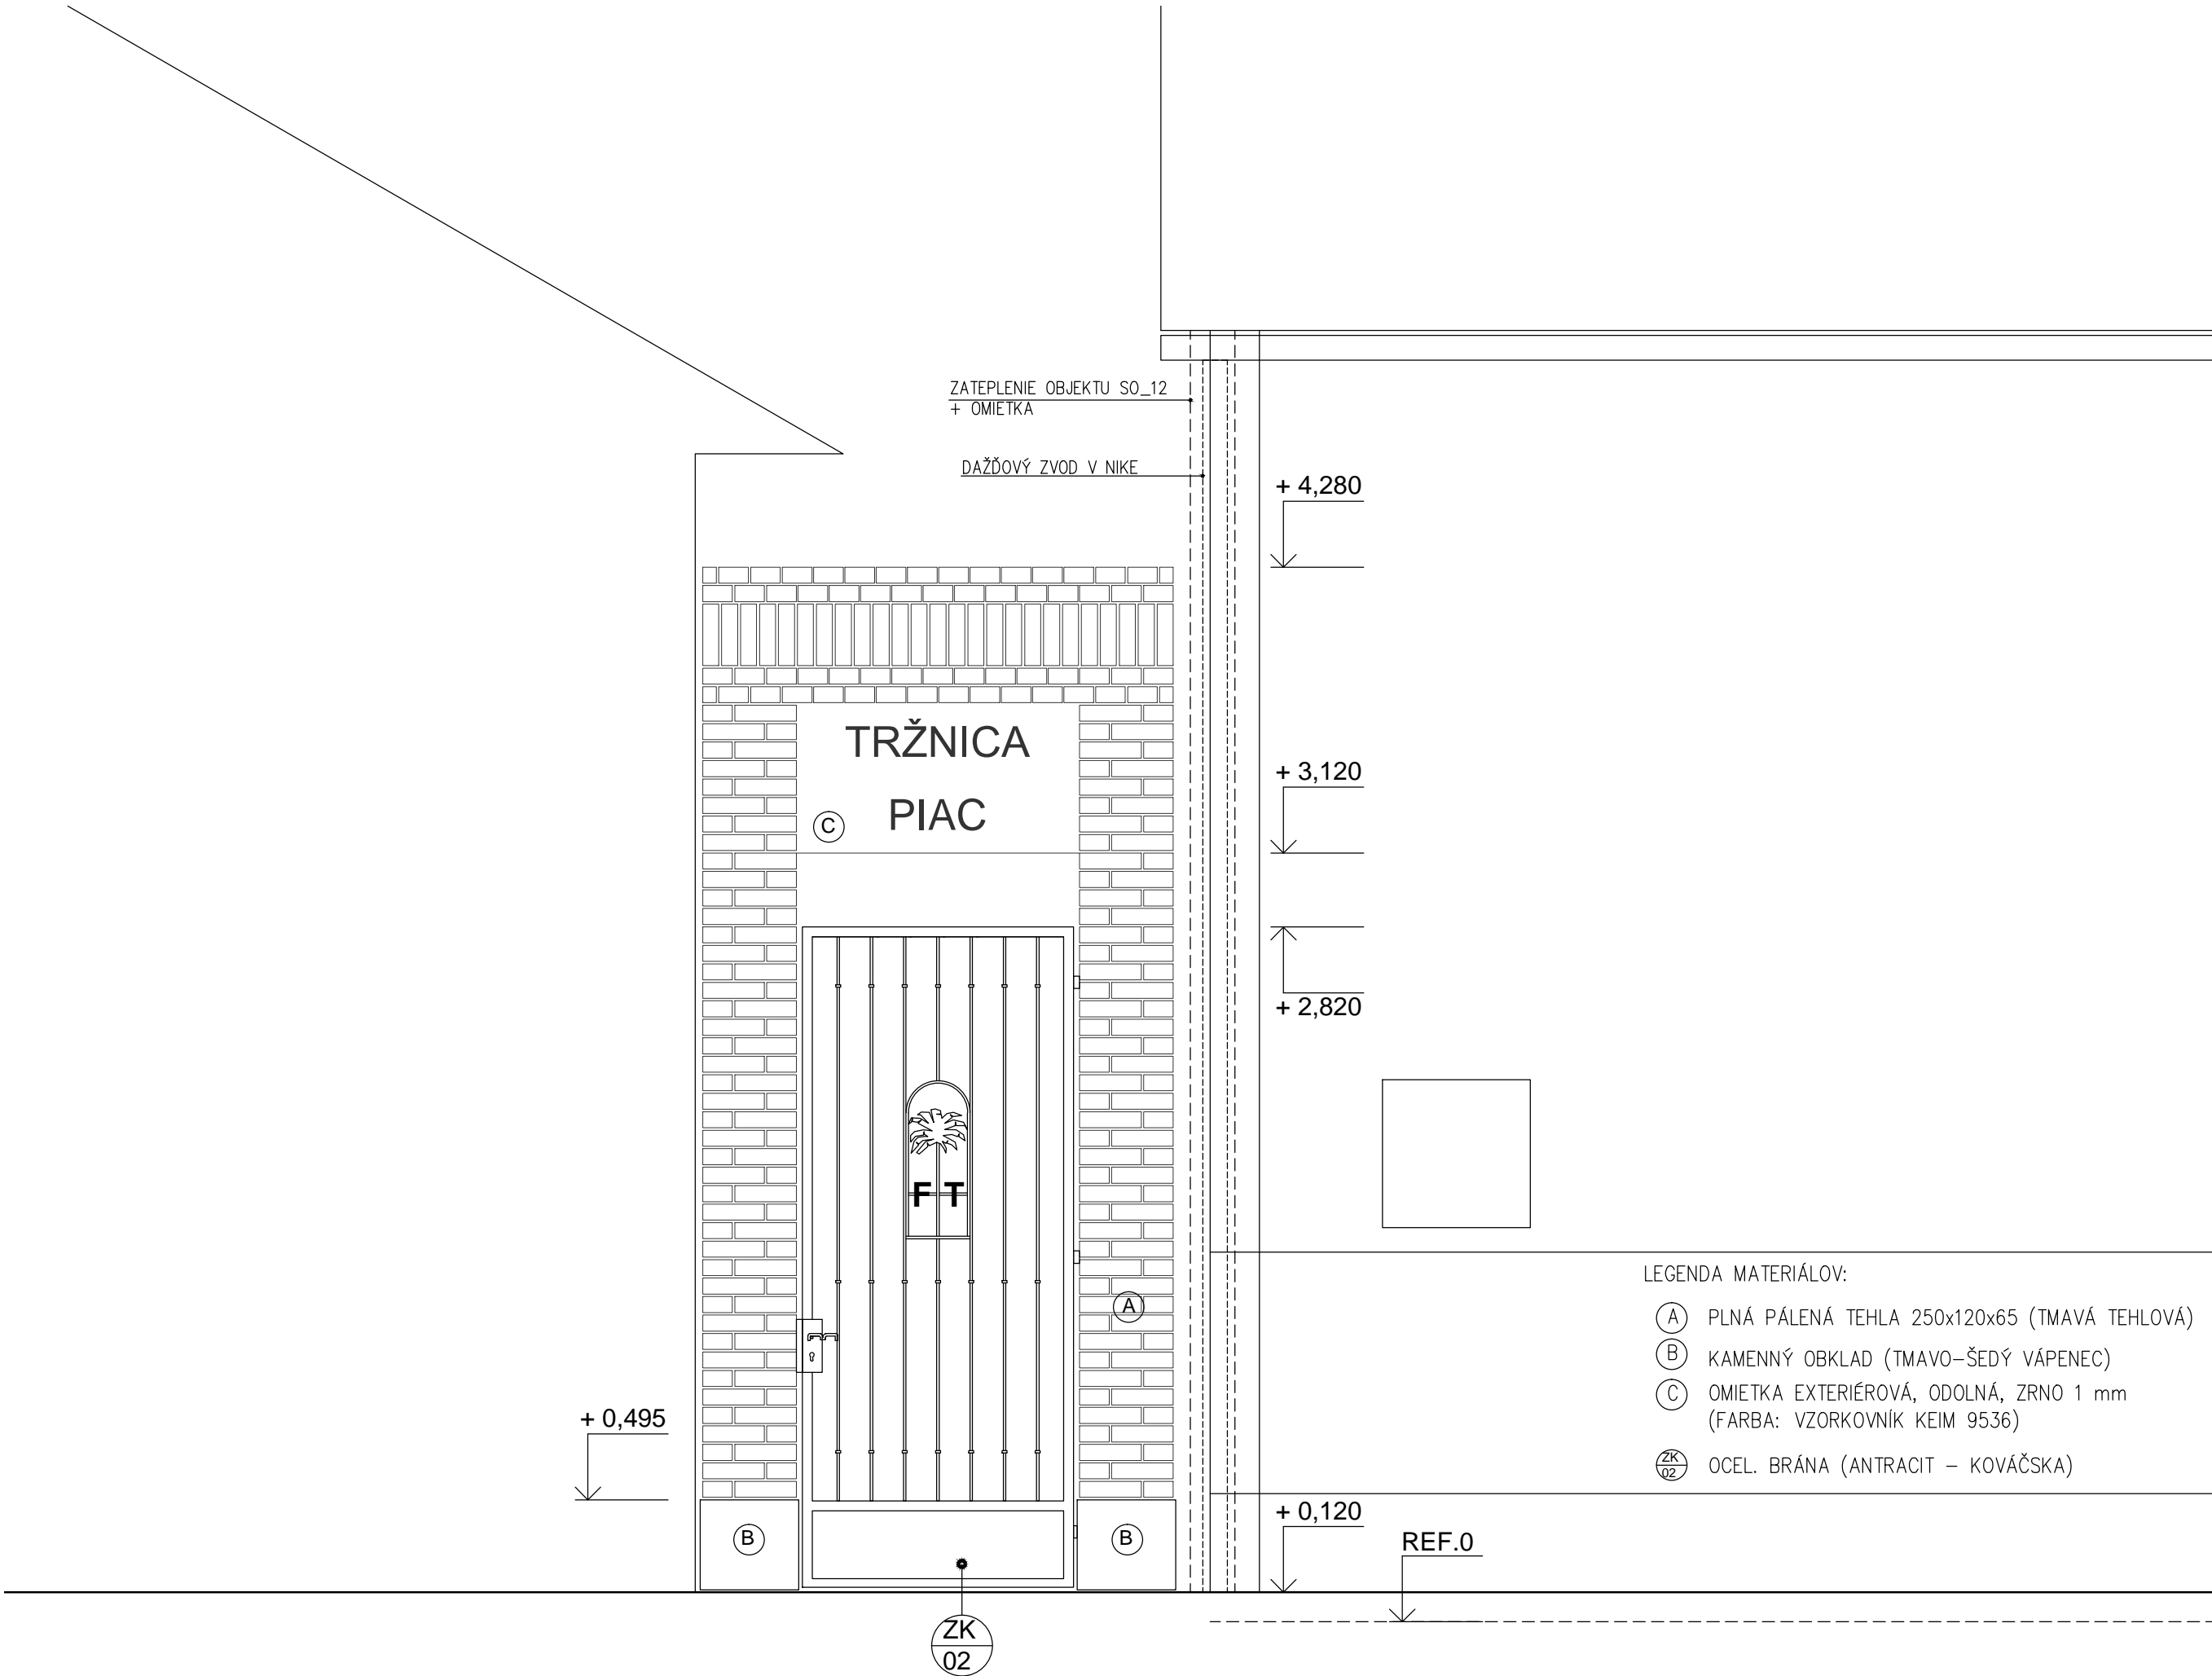 ZATEPLENIE OBJEKTU SO_12
+ OMIETKA
DAŽĎOVÝ ZVOD V NIKE
+ 4,280
TRŽNICA
PIAC
C
+ 3,120
+ 2,820
F T
A
+ 0,495
B
B
ZK
02
+ 0,120
REF.0
LEGENDA MATERIÁLOV:
A PLNÁ PÁLENÁ TEHLA 250x120x65 (TMAVÁ TEHLOVÁ)
B KAMENNÝ OBKLAD (TMAVO-ŠEDÝ VÁPENEC)
C OMIETKA EXTERIÉROVÁ, ODOLNÁ, ZRNO 1 mm
(FARBA: VZORKOVNÍK KEIM 9536)
ZK
02 OCEL. BRÁNA (ANTRACIT – KOVÁČSKA)